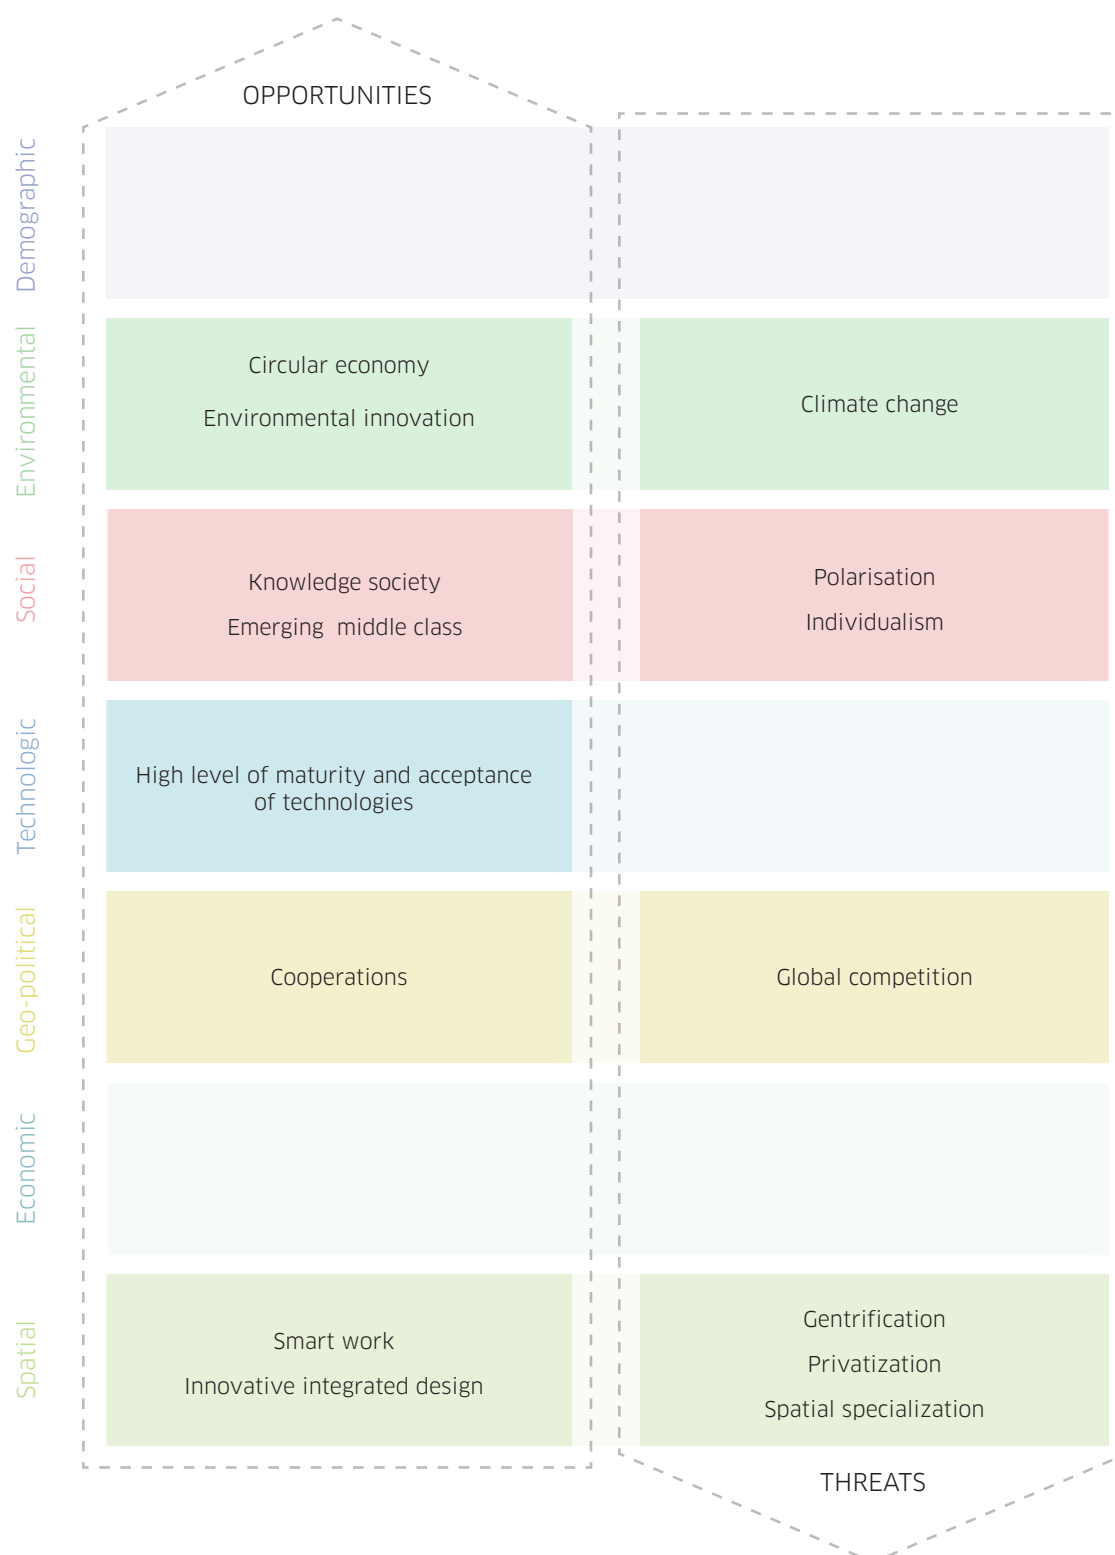 OPPORTUNITIES
Demographic
Environmental
Circular economy
Environmental innovation
Climate change
Social
Knowledge society
Emerging middle class
Polarisation
Individualism
Technologic
High level of maturity and acceptance
of technologies
Geo-political
Cooperations
Global competition
Economic
Spatial
Smart work
Innovative integrated design
Gentrification
Privatization
Spatial specialization
THREATS